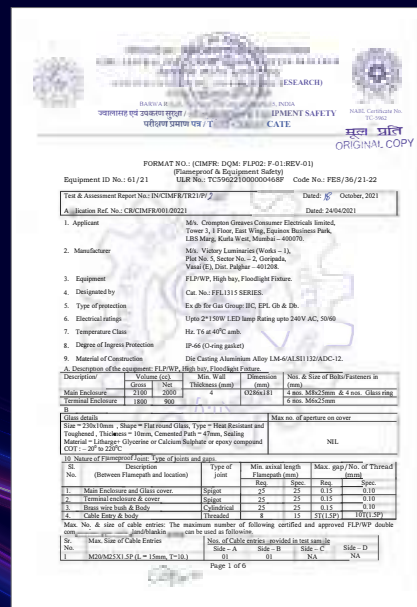 (ESEARCH)
BARWA R INDIA
ज्वालासह एवं उपकरण सुरक्षा / IPMENT SAFETY
परीक्षण प्रमाण पत्र / T CATE
NABL Certificate No.
TC-5962
मूल प्रति
ORIGINAL COPY
FORMAT NO.: (CIMFR: DQM: FLP02: F-01:REV-01)
(Flameproof & Equipment Safety)
Equipment ID No.: 61/21 ULR No.: TC596221000000468F Code No.: FES/36/21-22
Test & Assessment Report No.: IN/CIMFR/TR21/P/ Dated: October, 2021
A lication Ref. No.: CR/CIMFR/001/20221 Dated: 24/04/2021
1. Applicant M/s. Crompton Greaves Consumer Electricals limited,
Tower 3, 1 Floor, East Wing, Equinox Business Park,
LBS Marg, Kurla West, Mumbai – 400070.
2. Manufacturer M/s. Victory Luminaries (Works – 1),
Plot No. 5, Sector No. – 2, Goripada,
Vasai (E), Dist. Palghar – 401208.
3. Equipment FLP/WP, High bay, Floodlight Fixture.
4. Designated by Cat. No.: FFL1315 SERIES.
5. Type of protection Ex db for Gas Group: IIC, EPL Gb & Db.
6. Electrical ratings Upto 2*150W LED lamp Rating upto 240V AC, 50/60
7. Temperature Class Hz. T6 at 40°C amb.
8. Degree of Ingress Protection IP-66 (O-ring gasket)
9. Material of Construction Die Casting Aluminium Alloy LM-6/ALSI1132/ADC-12.
A. Description of the equipment: FLP/WP, High bay, Floodlight Fixture.
Description/ Volume (cc). Min. Wall Dimension Nos. & Size of Bolts/Fasteners in
Gross Net Thickness (mm) (mm) (mm)
Main Enclosure 2100 2000 4 Ø286x181 4 nos. M8x25mm & 4 nos. Glass ring
Terminal Enclosure 1800 900 6 nos. M6x25mm
B
Glass details Max no. of aperture on cover
Size = 230x10mm , Shape = Flat round Glass, Type = Heat Resistant and
Toughened , Thickness = 10mm, Cemented Path = 47mm, Sealing
Material = Litharge+ Glycerine or Calcium Sulphate or epoxy compound NIL
COT : – 20° to 220°C
10 Nature of Flameproof Joint: Type of joints and gaps.
Sl. Description Type of Min. axial length Max. gap/No. of Thread
No. (Between Flamepath and location) joint Flamepath (mm) (mm)
Req. Spec. Req. Spec.
1. Main Enclosure and Glass cover. Spigot 25 25 0.15 0.10
2. Terminal enclosure & cover Spigot 25 25 0.15 0.10
3. Brass wire bush & Body Cylindrical 25 25 0.15 0.10
4. Cable Entry & body Threaded 8 15 5T(1.5P) 10T(1.5P)
Max. No. & size of cable entries: The maximum number of following certified and approved FLP/WP double
com land/blankin can be used as following.
Sr. Max. Size of Cable Entries Nos. of Cable entries provided in test sample
No. Side – A Side – B Side – C Side – D
1 M20/M25X1.5P (L = 15mm, T=10.) 01 01 NA NA
Page 1 of 6